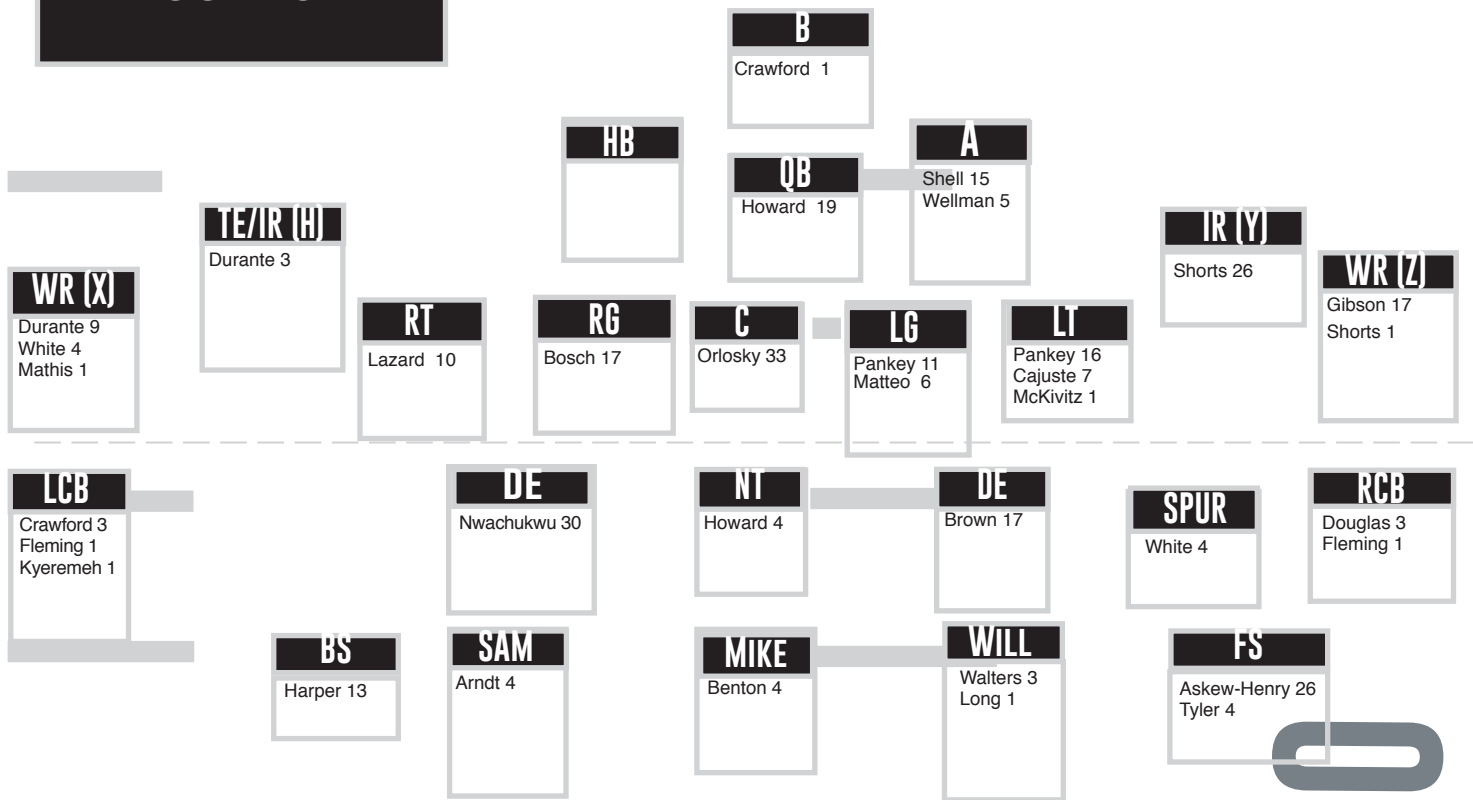 B
Crawford 1
HB
A
Shell 15
Wellman 5
QB
Howard 19
TE/IR (H)
Durante 3
IR (Y)
Shorts 26
WR (X)
Durante 9
White 4
Mathis 1
WR (Z)
Gibson 17
Shorts 1
RT
Lazard 10
RG
Bosch 17
C
Orlosky 33
LG
Pankey 11
Matteo 6
LT
Pankey 16
Cajuste 7
McKivitz 1
LCB
Crawford 3
Fleming 1
Kyeremeh 1
DE
Nwachukwu 30
NT
Howard 4
DE
Brown 17
SPUR
White 4
RCB
Douglas 3
Fleming 1
BS
Harper 13
SAM
Arndt 4
MIKE
Benton 4
WILL
Walters 3
Long 1
FS
Askew-Henry 26
Tyler 4